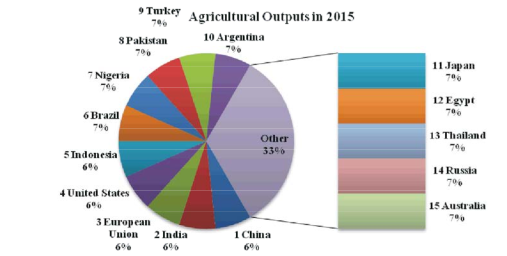 Agricultural Outputs in 2015
9 Turkey
7%
10 Argentina
7%
8 Pakistan
7%
7 Nigeria
7%
6 Brazil
7%
5 Indonesia
6%
4 United States
6%
3 European
Union
6%
2 India
6%
1 China
6%
Other
33%
11 Japan
7%
12 Egypt
7%
13 Thailand
7%
14 Russia
7%
15 Australia
7%